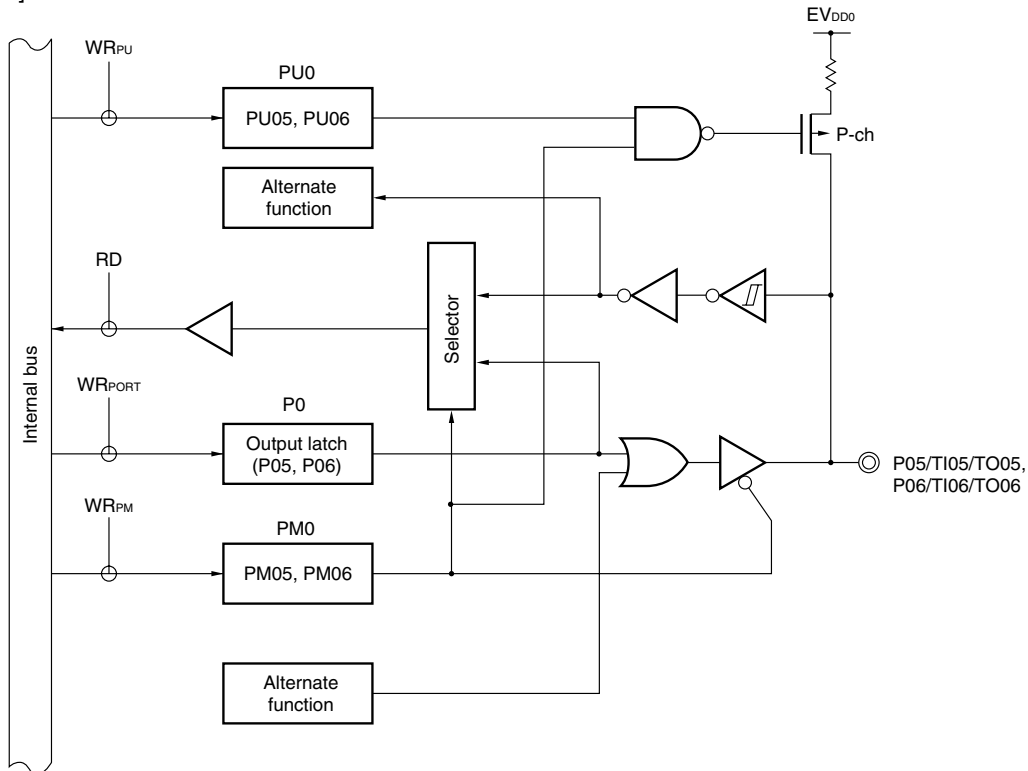 ]
EVDD0
WRPU
PU0
PU05, PU06
P-ch
Alternate
function
RD
Selector
Internal bus
WRPORT
P0
Output latch
(P05, P06)
P05/TI05/TO05,
P06/TI06/TO06
WRPM
PM0
PM05, PM06
Alternate
function